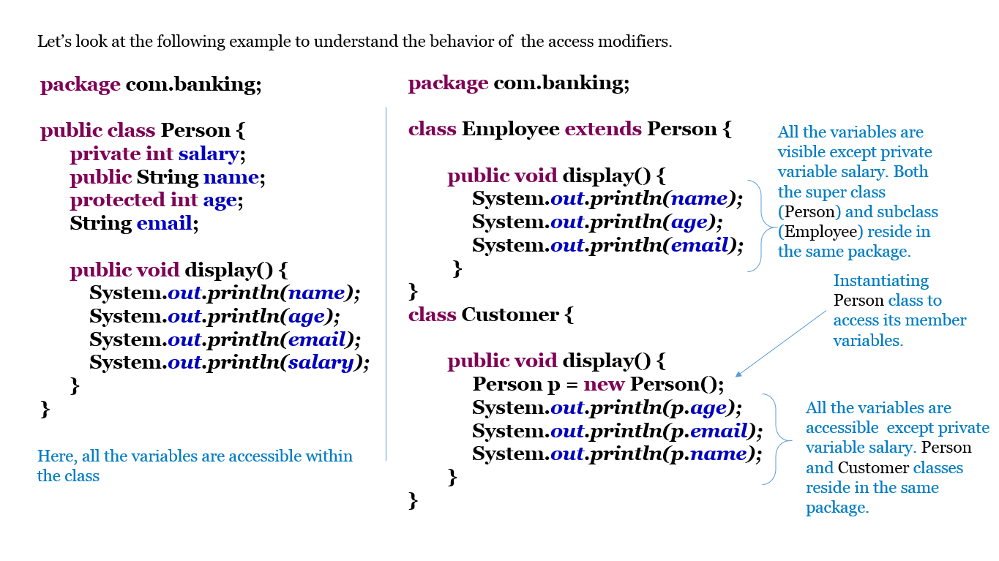 Let’s look at the following example to understand the behavior of  the access modifiers.
package com.banking;
public class Person {
private int salary;
public String name;
protected int age;
String email;
public void display() {
System.out.println(name);
System.out.println(age);
System.out.println(email);
System.out.println(salary);
}
}
Here, all the variables are accessible within
the class
package com.banking;
class Employee extends Person {
public void display() {
System.out.println(name);
System.out.println(age);
System.out.println(email);
}
}
class Customer {
public void display() {
Person p = new Person();
System.out.println(p.age);
System.out.println(p.email);
System.out.println(p.name);
}
}
All the variables are
visible except private
variable salary. Both
the super class
(Person) and subclass
(Employee) reside in
the same package.
Instantiating
Person class to
access its member
variables.
All the variables are
accessible  except private
variable salary. Person
and Customer classes
reside in the same
package.